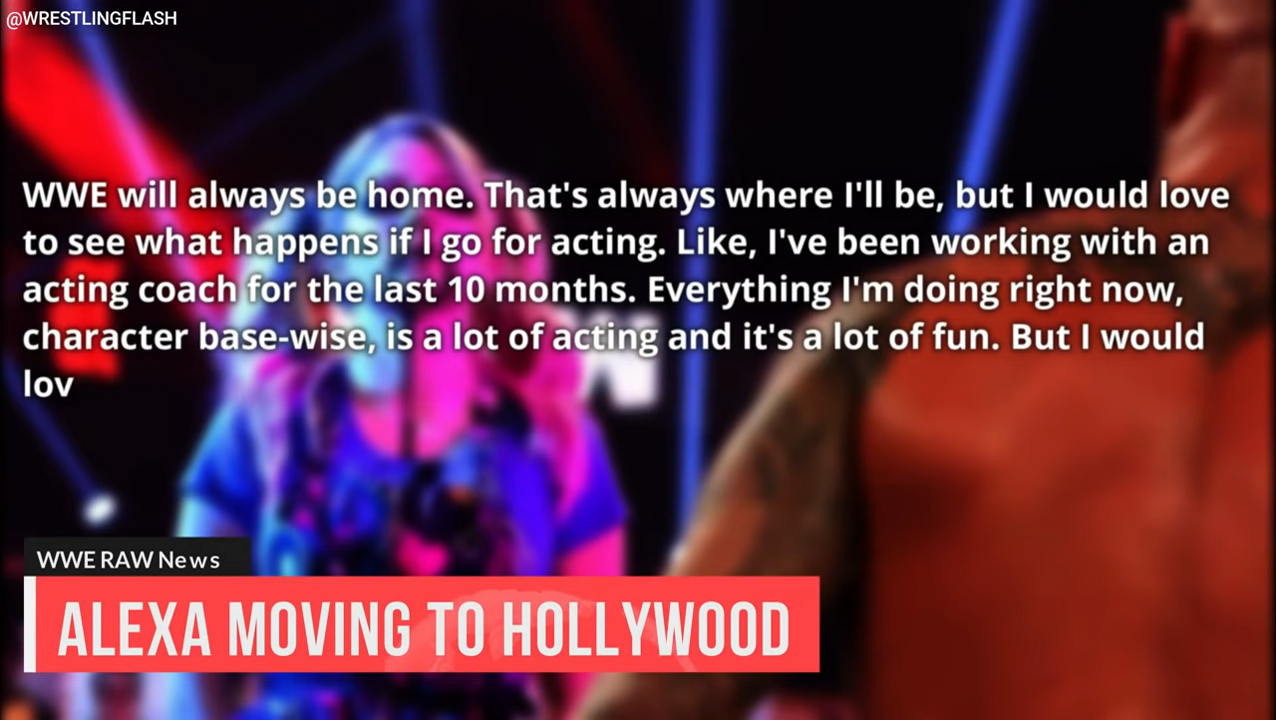 @WRESTLINGFLASH
WWE will always be home. That's always where I'll be, but I would love
to see what happens if I go for acting. Like, I've been working with an
acting coach for the last 10 months. Everything I'm doing right now,
character base-wise, is a lot of acting and it's a lot of fun. But I would
lov
WWE RAW News
ALEXA MOVING TO HOLLYWOOD